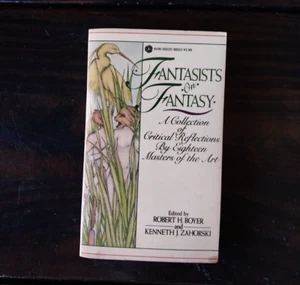 FANTASISTS
on
FANTASY
A Collection
of
Critical Reflections
By Eighteen
Masters of the Art
Edited by
ROBERT H. BOYER
and
KENNETH J. ZAHORSKI